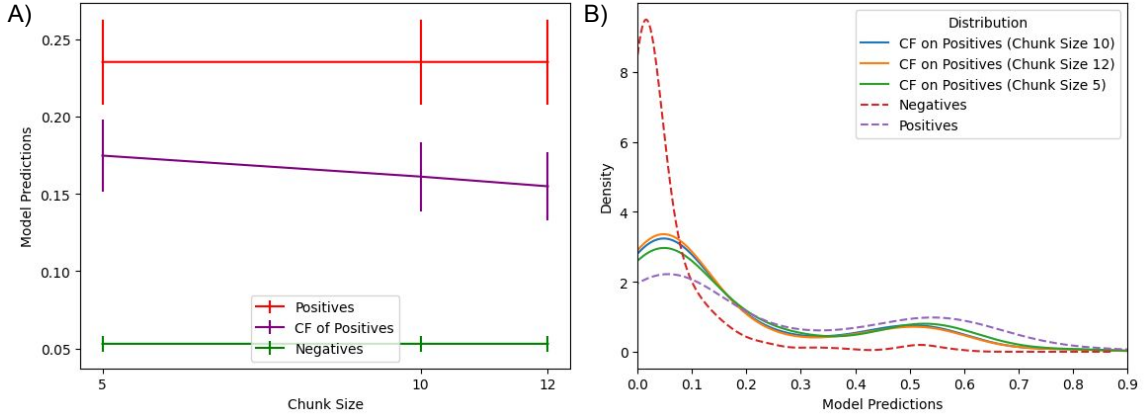 A)
0.25
0.20
0.15
0.10
0.05
Model Predictions
Positives
CF of Positives
Negatives
5
10
12
Chunk Size
B)
8
6
4
2
0
Density
Distribution
CF on Positives (Chunk Size 10)
CF on Positives (Chunk Size 12)
CF on Positives (Chunk Size 5)
Negatives
Positives
0.0
0.1
0.2
0.3
0.4
0.5
0.6
0.7
0.8
0.9
Model Predictions